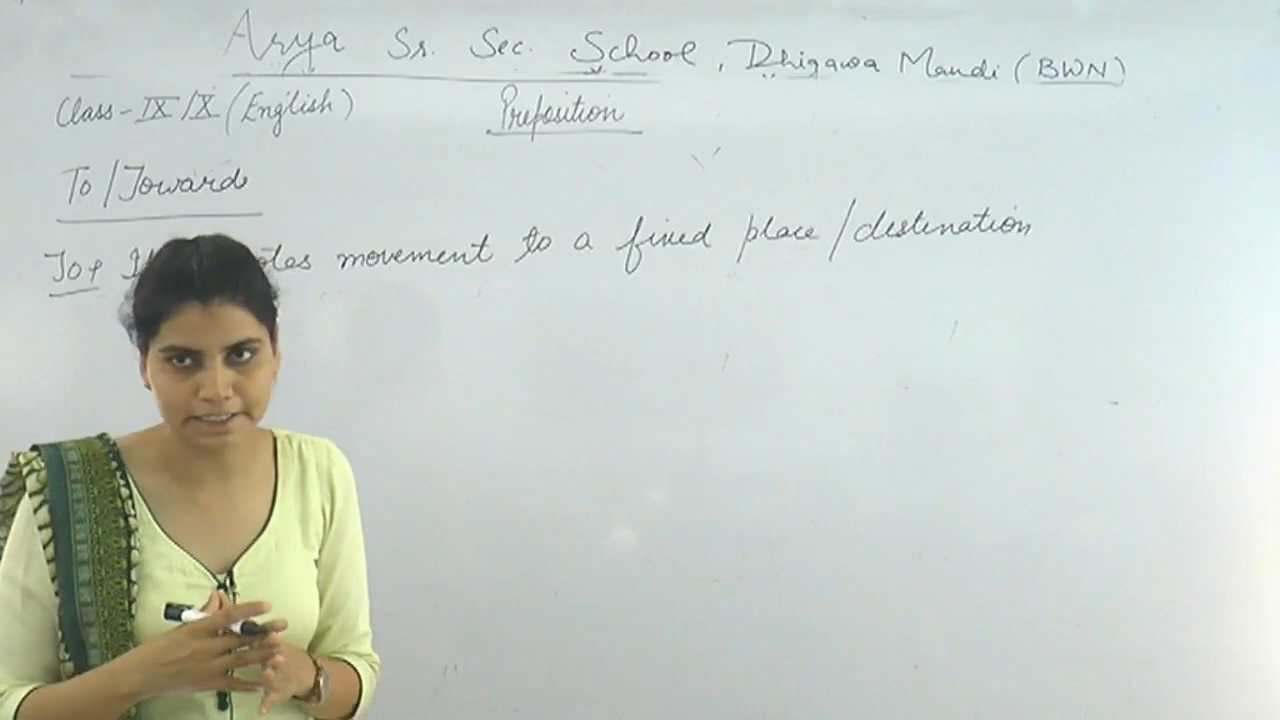 Arya Sr. Sec. School, Dhigawa Mandi (BWN)
Class - IX/X (English) Preposition
To/Toward
To movement to a fixed place/destination